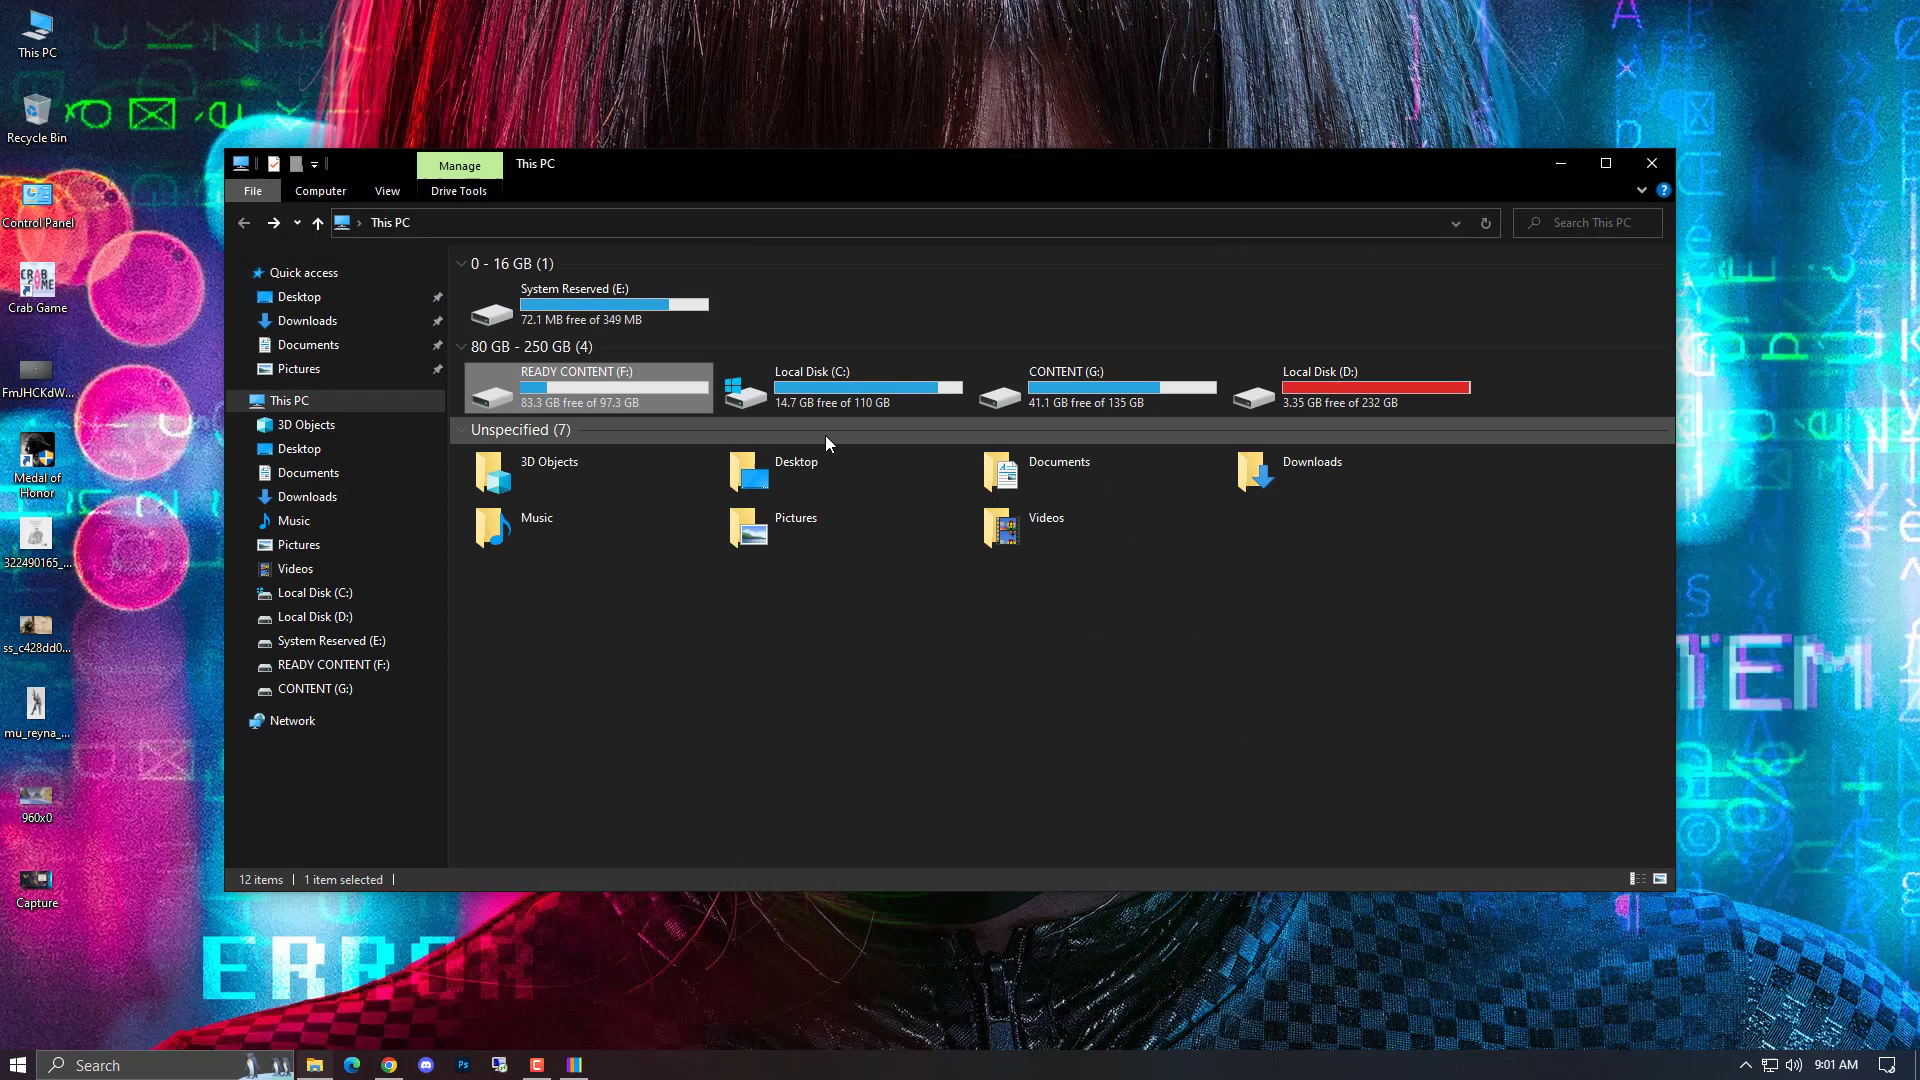 This PC
Recycle Bin
Control Panel
CRAB GAME
Crab Game
FmJHCKdW...
Medal of
Honor
322490165_...
ss_c428dd0...
mu_reyna_...
960x0
Capture
Manage
This PC
File
Computer
View
Drive Tools
This PC
Search This PC
Quick access
Desktop
Downloads
Documents
Pictures
This PC
3D Objects
Desktop
Documents
Downloads
Music
Pictures
Videos
Local Disk (C:)
Local Disk (D:)
System Reserved (E:)
READY CONTENT (F:)
CONTENT (G:)
Network
0 - 16 GB (1)
System Reserved (E:)
72.1 MB free of 349 MB
80 GB - 250 GB (4)
READY CONTENT (F:)
83.3 GB free of 97.3 GB
Local Disk (C:)
14.7 GB free of 110 GB
CONTENT (G:)
41.1 GB free of 135 GB
Local Disk (D:)
3.35 GB free of 232 GB
Unspecified (7)
3D Objects
Desktop
Documents
Downloads
Music
Pictures
Videos
12 items
1 item selected
ERROR
TEM
Search
Ps
9:01 AM